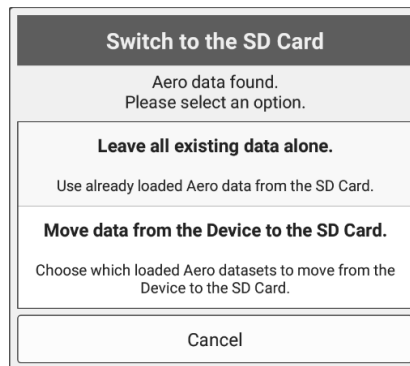 Switch to the SD Card
Aero data found.
Please select an option.
Leave all existing data alone.
Use already loaded Aero data from the SD Card.
Move data from the Device to the SD Card.
Choose which loaded Aero datasets to move from the
Device to the SD Card.
Cancel